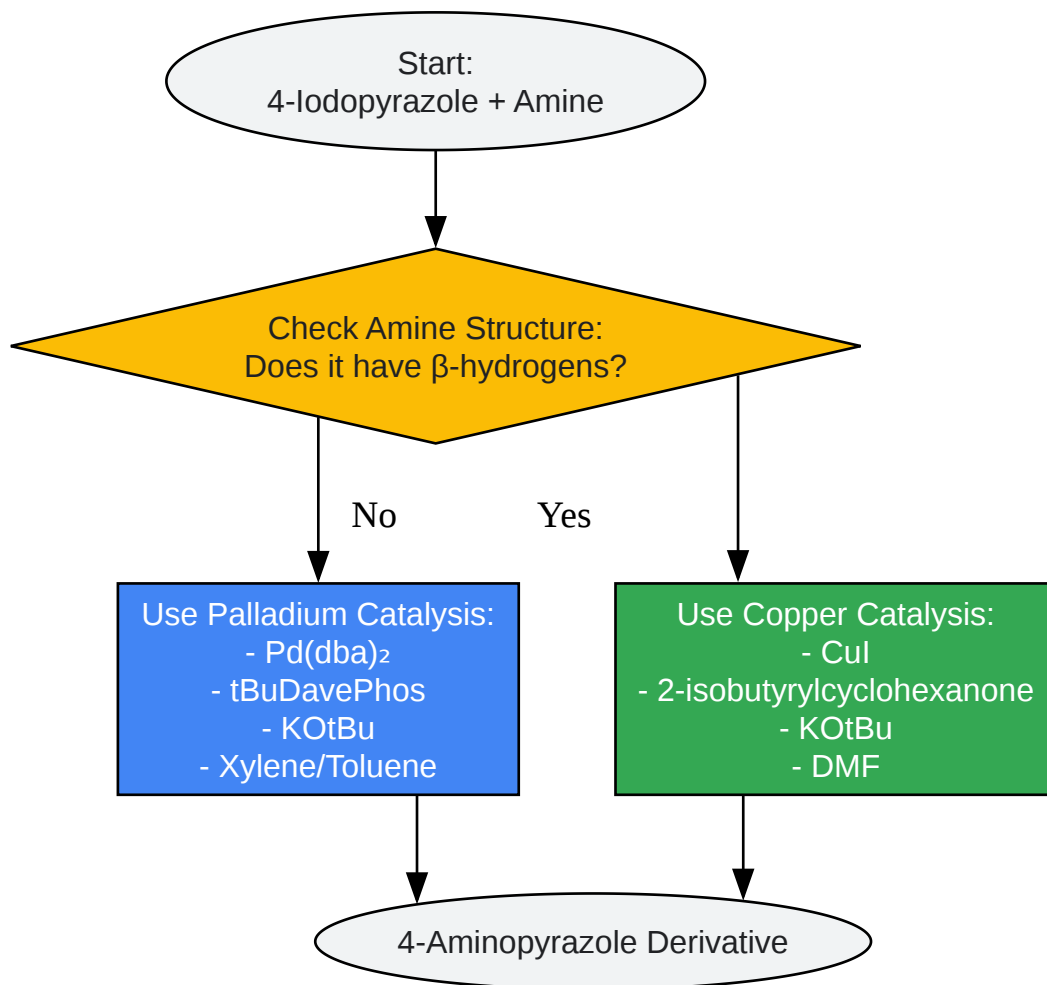 Start:
4-Iodopyrazole + Amine
Check Amine Structure:
Does it have β-hydrogens?
No
Yes
Use Palladium Catalysis:
- Pd(dba)₂
- tBuDavePhos
- KOtBu
- Xylene/Toluene
Use Copper Catalysis:
- CuI
- 2-isobutyrylcyclohexanone
- KOtBu
- DMF
4-Aminopyrazole Derivative